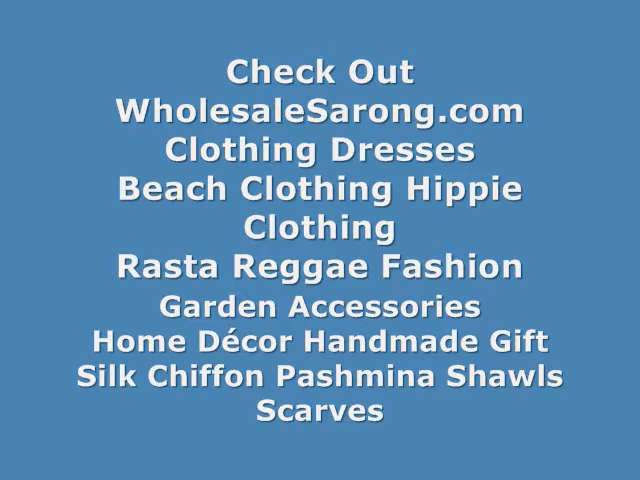 Check Out
WholesaleSarong.com
Clothing Dresses
Beach Clothing Hippie
Clothing
Rasta Reggae Fashion
Garden Accessories
Home Décor Handmade Gift
Silk Chiffon Pashmina Shawls
Scarves